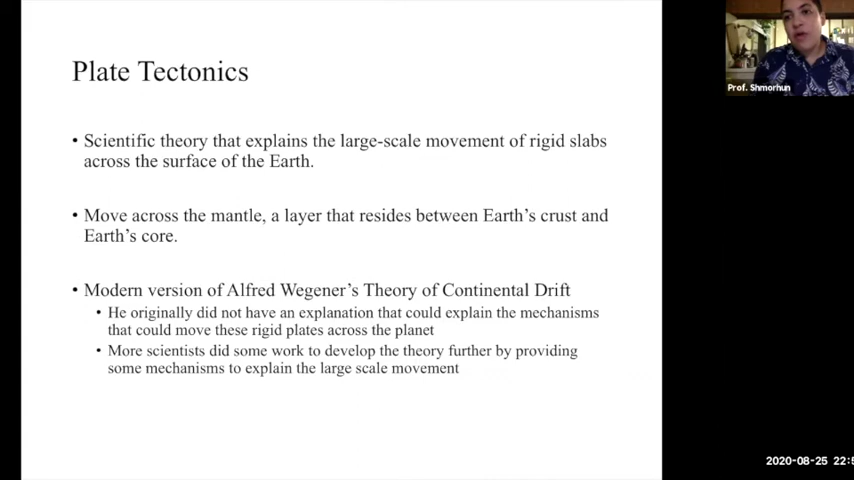 Plate Tectonics
• Scientific theory that explains the large-scale movement of rigid slabs
across the surface of the Earth.
• Move across the mantle, a layer that resides between Earth's crust and
Earth's core.
• Modern version of Alfred Wegener's Theory of Continental Drift
• He originally did not have an explanation that could explain the mechanisms
that could move these rigid plates across the planet
• More scientists did some work to develop the theory further by providing
some mechanisms to explain the large scale movement
Prof. Shmorhun
2020-08-25